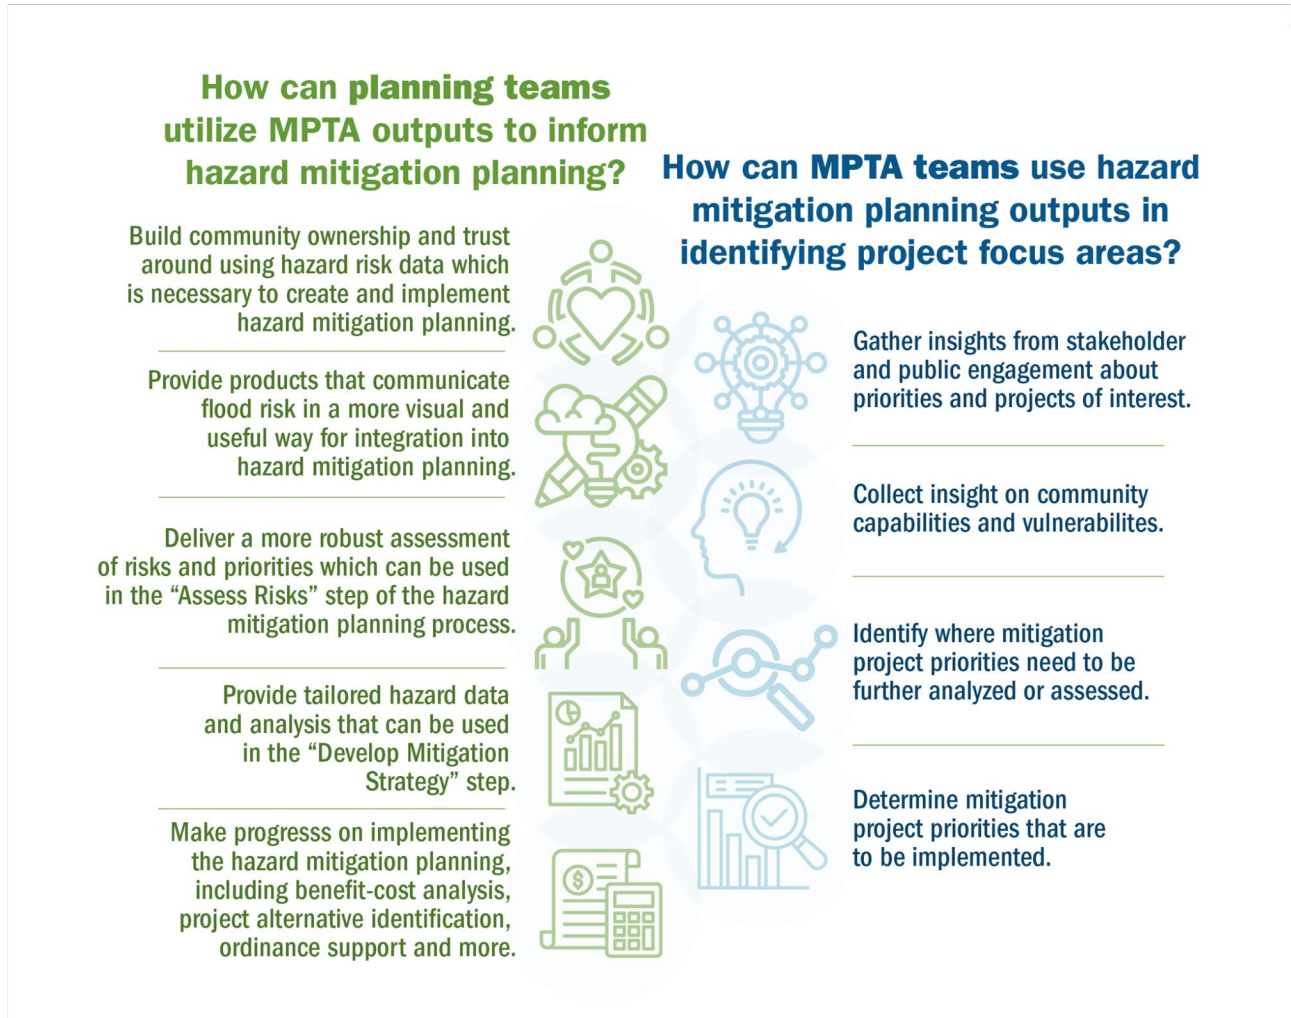 How can planning teams
utilize MPTA outputs to inform
hazard mitigation planning?
Build community ownership and trust
around using hazard risk data which
is necessary to create and implement
hazard mitigation planning.
Provide products that communicate
flood risk in a more visual and
useful way for integration into
hazard mitigation planning.
Deliver a more robust assessment
of risks and priorities which can be used
in the “Assess Risks” step of the hazard
mitigation planning process.
Provide tailored hazard data
and analysis that can be used
in the “Develop Mitigation
Strategy” step.
Make progresss on implementing
the hazard mitigation planning,
including benefit-cost analysis,
project alternative identification,
ordinance support and more.
How can MPTA teams use hazard
mitigation planning outputs in
identifying project focus areas?
Gather insights from stakeholder
and public engagement about
priorities and projects of interest.
Collect insight on community
capabilities and vulnerabilites.
Identify where mitigation
project priorities need to be
further analyzed or assessed.
Determine mitigation
project priorities that are
to be implemented.
$